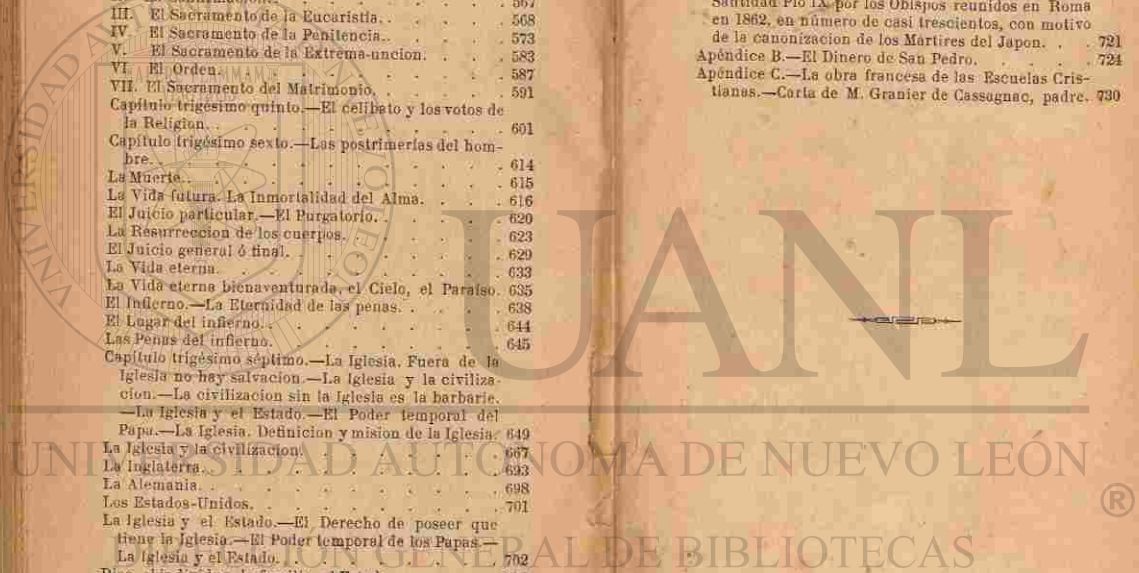 567
III. El Sacramento de la Eucaristia. . . . . . . 568
IV. El Sacramento de la Penitencia. . . . . . . 573
V. El Sacramento de la Extrema-uncion. . . . . 583
VI. El Orden. . . . . . . . . . 587
VII. El Sacramento del Matrimonio. . . . . . . 591
Capítulo trigésimo quinto.—El celibato y los votos de
la Religion. . . . . . . . . . 601
Capítulo trigésimo sexto.—Las postrimerías del hom-
bre. . . . . . . . . . . 614
La Muerte. . . . . . . . . . 615
La Vida futura. La Inmortalidad del Alma. . . . 616
El Juicio particular.—El Purgatorio. . . . . . 620
La Resurreccion de los cuerpos. . . . . . . 623
El Juicio general ó final. . . . . . . . 629
La Vida eterna. . . . . . . . . 633
La Vida eterna bienaventurada, el Cielo, el Paraíso. 635
El Infierno.—La Eternidad de las penas. . . . . 638
El Lugar del infierno. . . . . . . . 644
Las Penas del infierno. . . . . . . . 645
Capítulo trigésimo séptimo.—La Iglesia. Fuera de la
Iglesia no hay salvacion.—La Iglesia y la civiliza-
cion.—La civilizacion sin la Iglesia es la barbarie.
—La Iglesia y el Estado.—El Poder temporal del
Papa.—La Iglesia. Definicion y mision de la Iglesia. 649
La Iglesia y la civilizacion. . . . . . . . 667
La Inglaterra. . . . . . . . . . 693
La Alemania. . . . . . . . . . 698
Los Estados-Unidos. . . . . . . . . 701
La Iglesia y el Estado.—El Derecho de poseer que
tiene la Iglesia.—El Poder temporal de los Papas.—
La Iglesia y el Estado. . . . . . . . 702
Santidad Pio IX por los Obispos reunidos en Roma
en 1862, en número de casi trescientos, con motivo
de la canonizacion de los Mártires del Japon. . . 721
Apéndice B.—El Dinero de San Pedro. . . . . 724
Apéndice C.—La obra francesa de las Escuelas Cris-
tianas.—Carta de M. Granier de Cassagnac, padre. 730
UANL
UNIVERSIDAD AUTÓNOMA DE NUEVO LEÓN
®
GENERAL DE BIBLIOTECAS